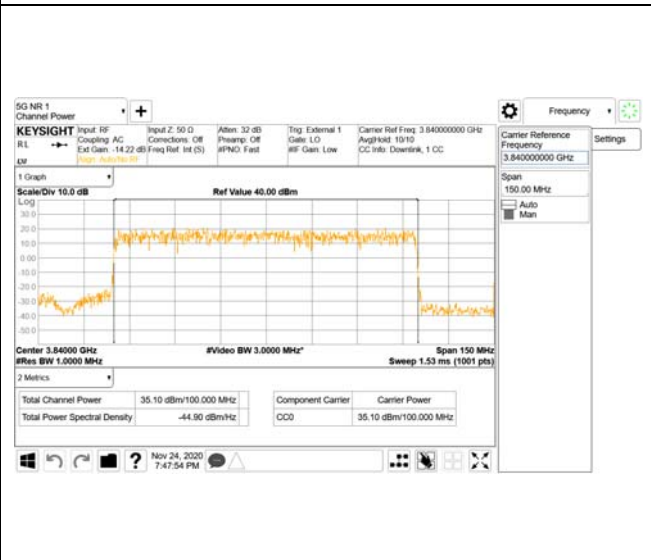 5G NR 1
Channel Power
+
Frequency
KEYSIGHT
RL
Input: RF
Coupling: AC
Ext Gain: -14.22 dB
Align: Auto/No RF
Input Z: 50 Ω
Corrections: Off
Freq Ref: Int (S)
Atten: 32 dB
Preamp: Off
#PNO: Fast
Trig: External 1
Gate: LO
#IF Gain: Low
Carrier Ref Freq: 3.840000000 GHz
Avg|Hold: 10/10
CC Info: Downlink, 1 CC
Carrier Reference
Frequency
3.840000000 GHz
Settings
Span
150.00 MHz
Auto
Man
1 Graph
Scale/Div 10.0 dB
Ref Value 40.00 dBm
Log
30.0
20.0
10.0
0.00
-10.0
-20.0
-30.0
-40.0
-50.0
Center 3.84000 GHz
#Video BW 3.0000 MHz*
Span 150 MHz
#Res BW 1.0000 MHz
Sweep 1.53 ms (1001 pts)
2 Metrics
Total Channel Power 35.10 dBm/100.000 MHz
Total Power Spectral Density -44.90 dBm/Hz
Component Carrier Carrier Power
CC0 35.10 dBm/100.000 MHz
?
Nov 24, 2020
7:47:54 PM